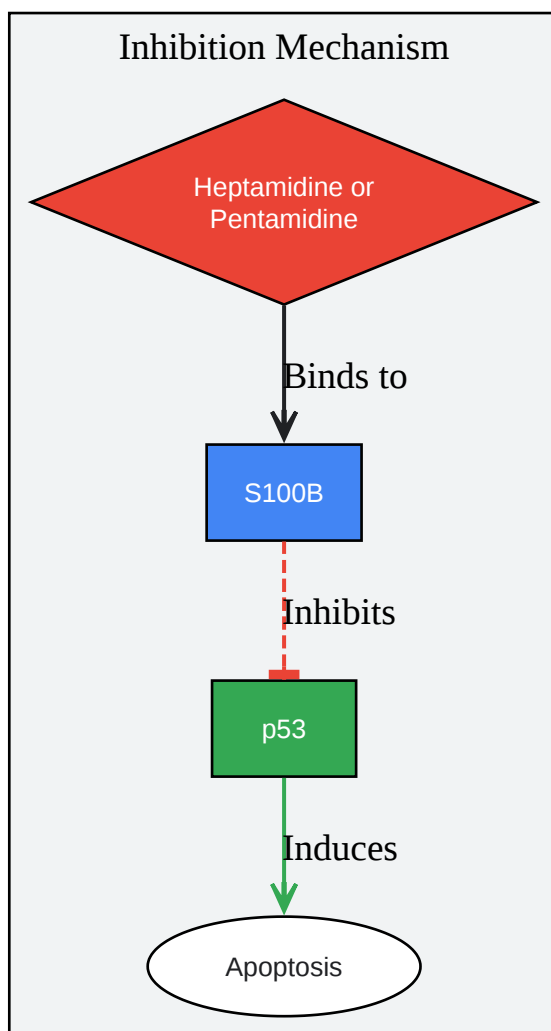 Inhibition Mechanism
Heptamidine or
Pentamidine
Binds to
S100B
Inhibits
p53
Induces
Apoptosis